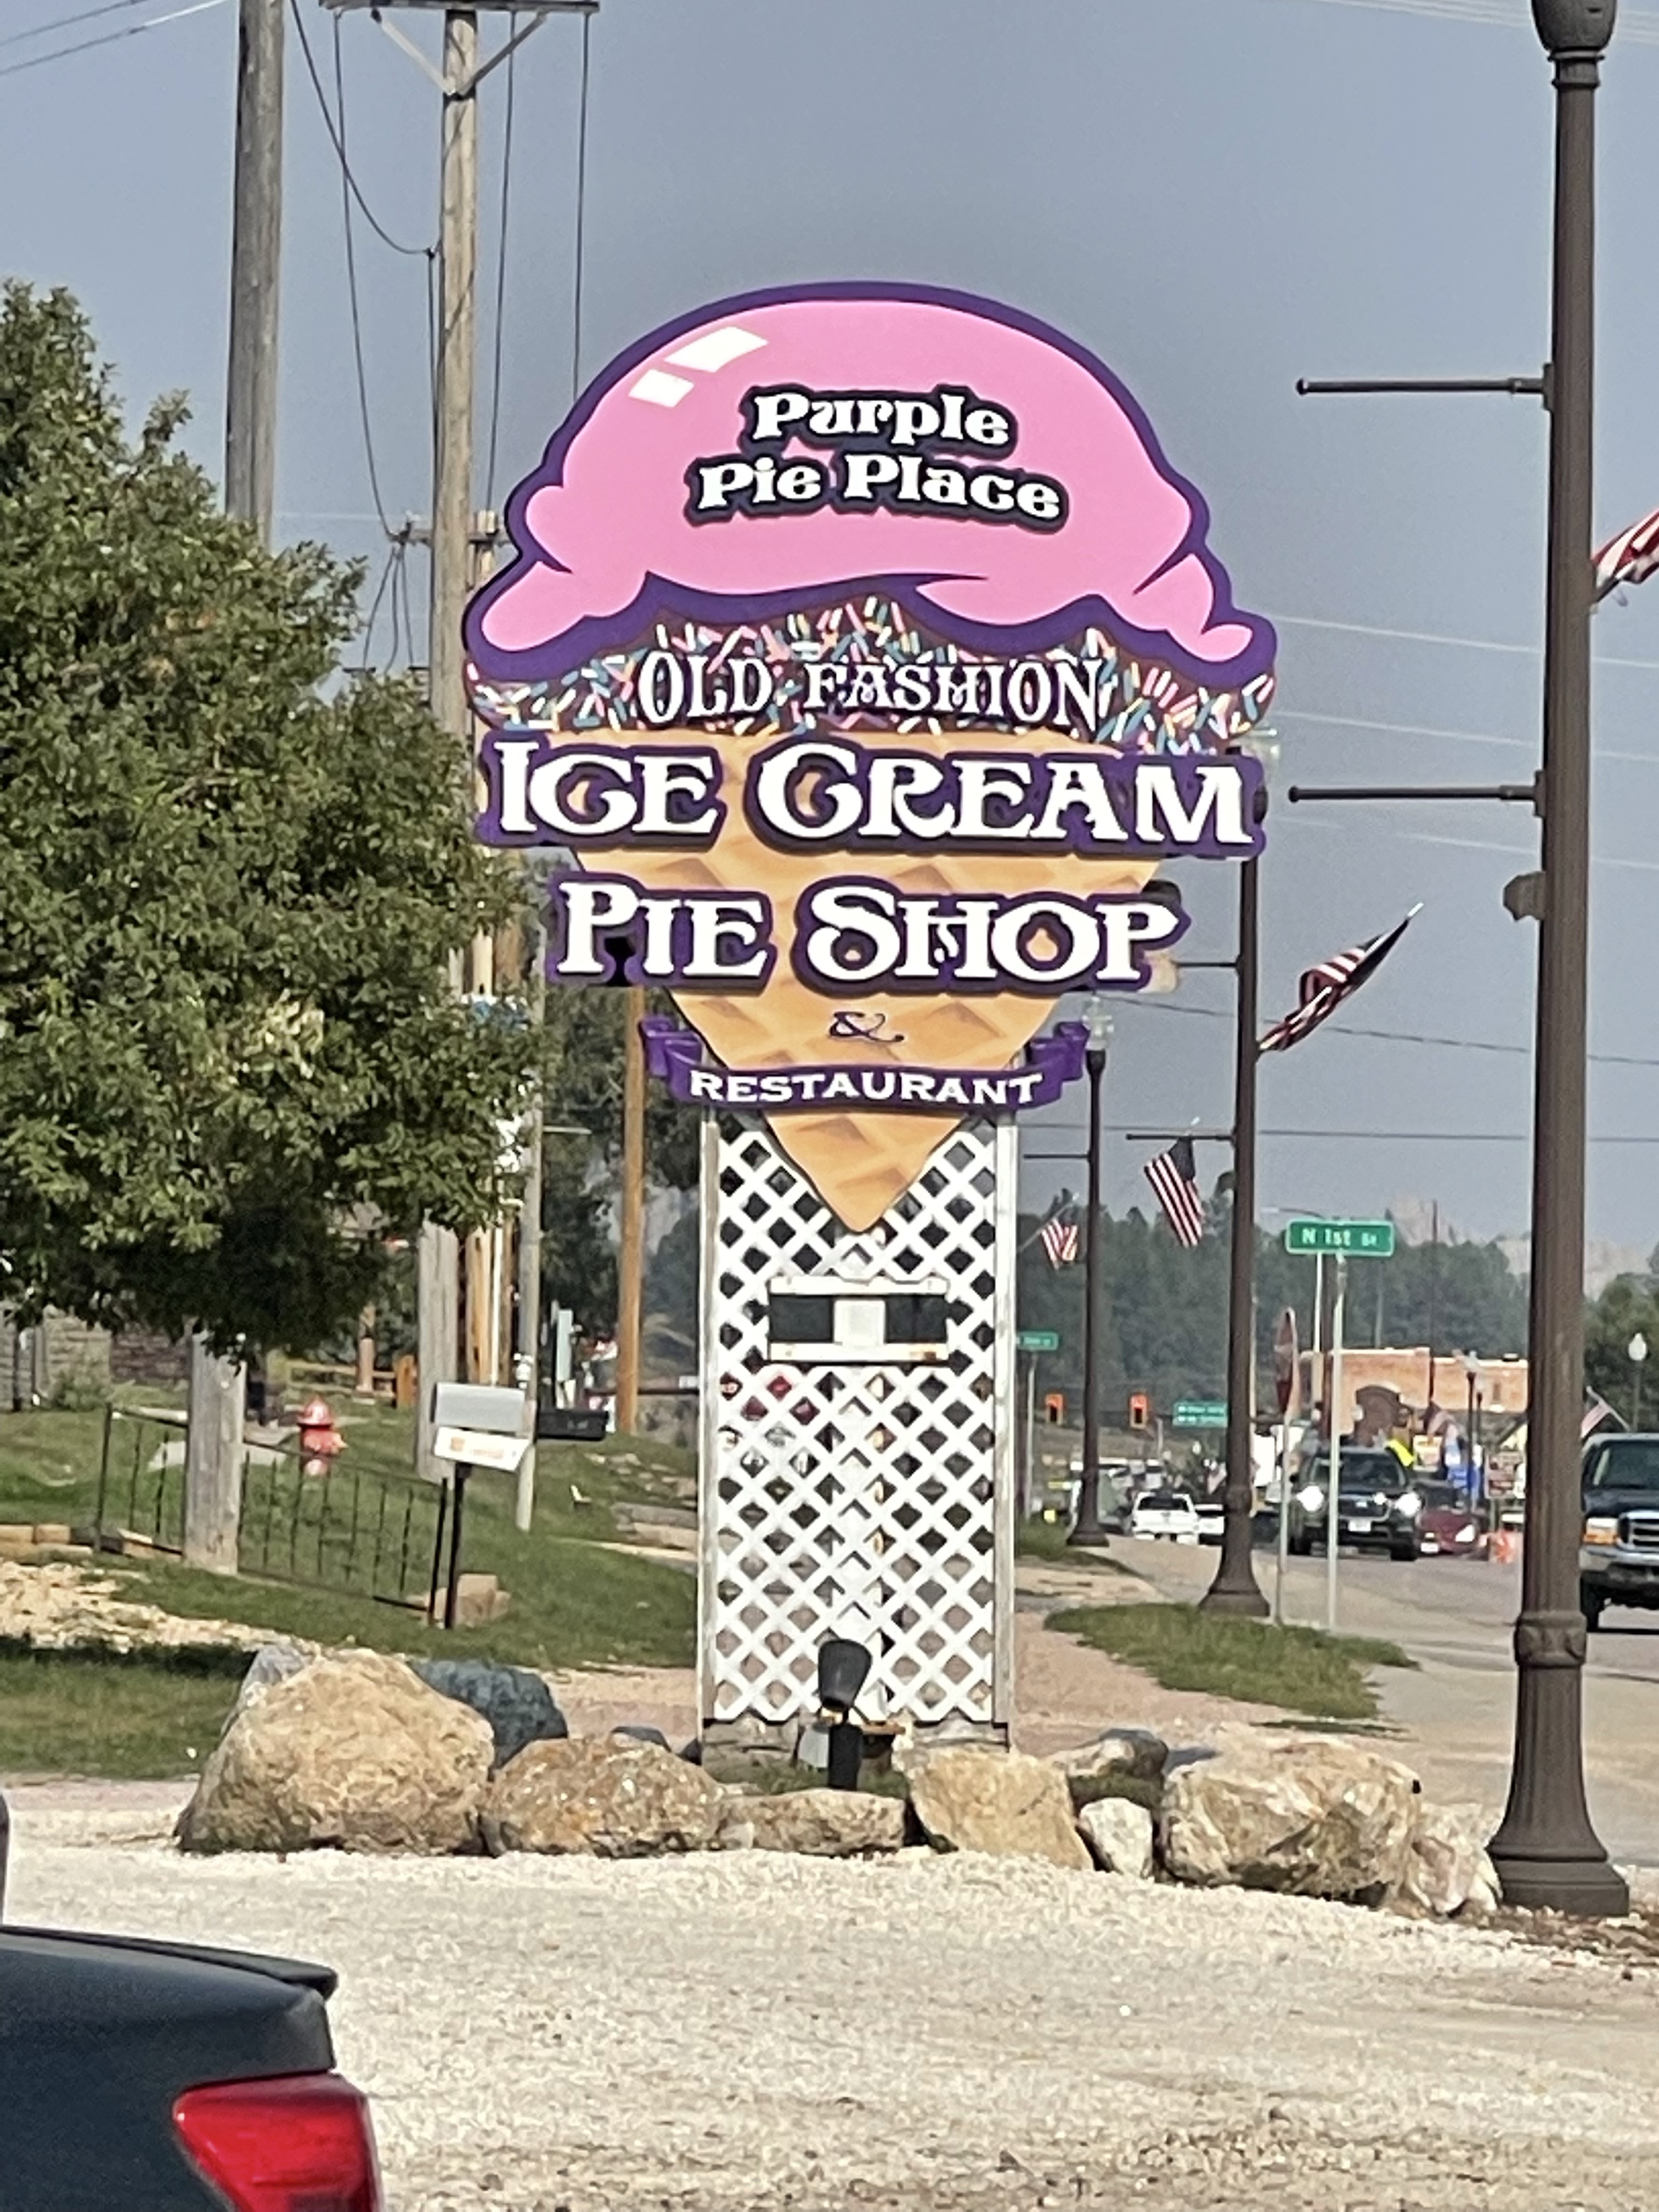 Purple
Pie Place
OLD FASHION
ICE CREAM
PIE SHOP
&
RESTAURANT
N 1st St